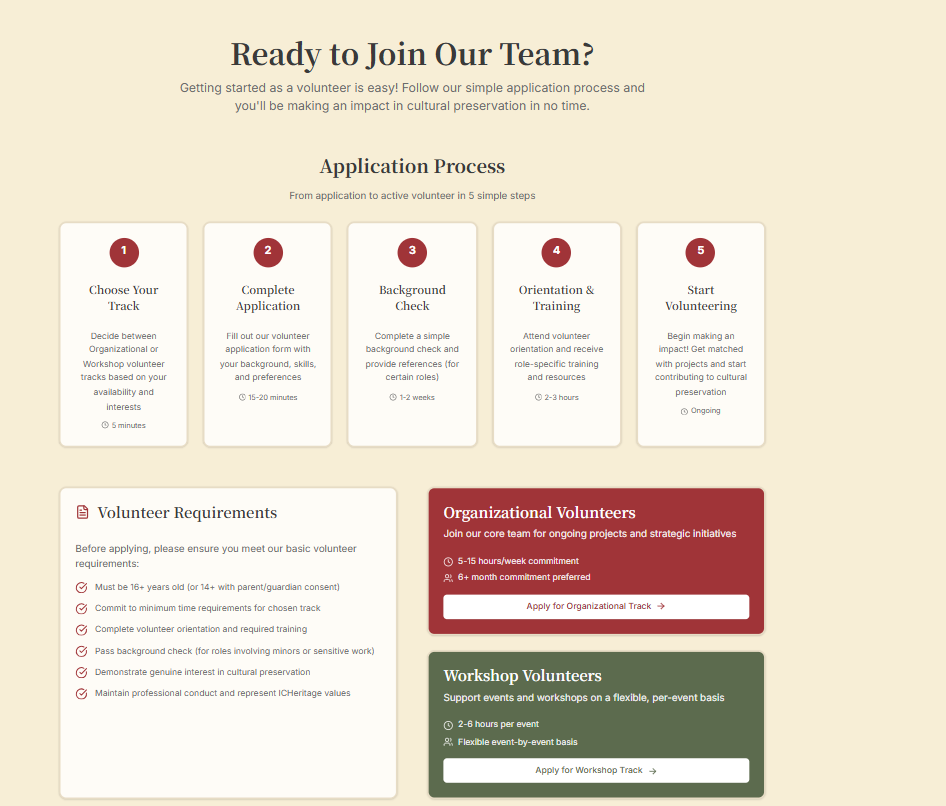 Ready to Join Our Team?
Getting started as a volunteer is easy! Follow our simple application process and
you'll be making an impact in cultural preservation in no time.
Application Process
From application to active volunteer in 5 simple steps
1
Choose Your
Track
Decide between
Organizational or
Workshop volunteer
tracks based on your
availability and
interests
5 minutes
2
Complete
Application
Fill out our volunteer
application form with
your background, skills,
and preferences
15-20 minutes
3
Background
Check
Complete a simple
background check and
provide references (for
certain roles)
1-2 weeks
4
Orientation &
Training
Attend volunteer
orientation and receive
role-specific training
and resources
2-3 hours
5
Start
Volunteering
Begin making an
impact! Get matched
with projects and start
contributing to cultural
preservation
Ongoing
Volunteer Requirements
Before applying, please ensure you meet our basic volunteer
requirements:
Must be 16+ years old (or 14+ with parent/guardian consent)
Commit to minimum time requirements for chosen track
Complete volunteer orientation and required training
Pass background check (for roles involving minors or sensitive work)
Demonstrate genuine interest in cultural preservation
Maintain professional conduct and represent ICHeritage values
Organizational Volunteers
Join our core team for ongoing projects and strategic initiatives
5-15 hours/week commitment
6+ month commitment preferred
Apply for Organizational Track →
Workshop Volunteers
Support events and workshops on a flexible, per-event basis
2-6 hours per event
Flexible event-by-event basis
Apply for Workshop Track →